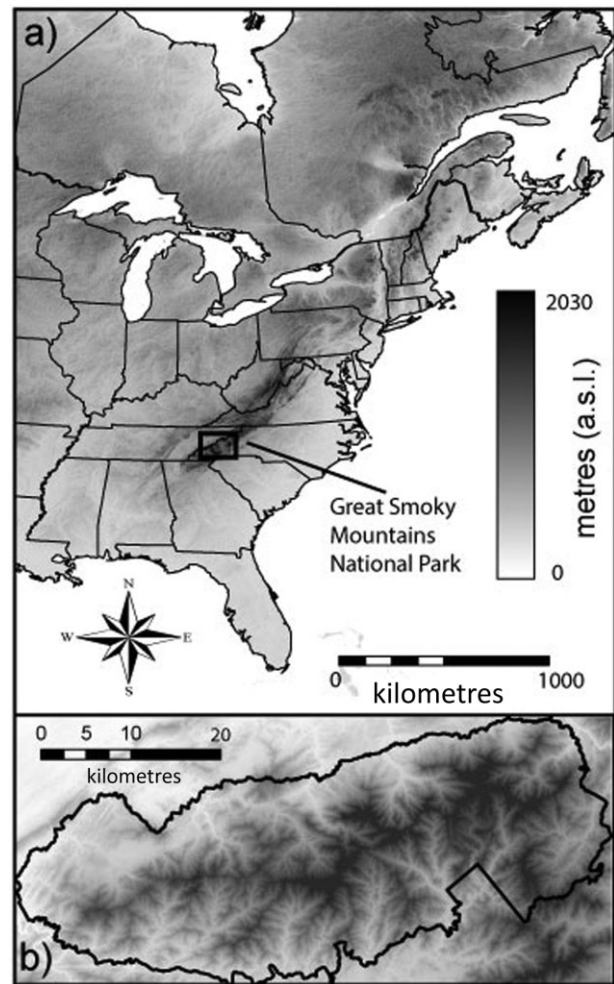 a)
2030
metres (a.s.l.)
0
Great Smoky
Mountains
National Park
N
W E
S
0 1000
kilometres
0 5 10 20
kilometres
b)